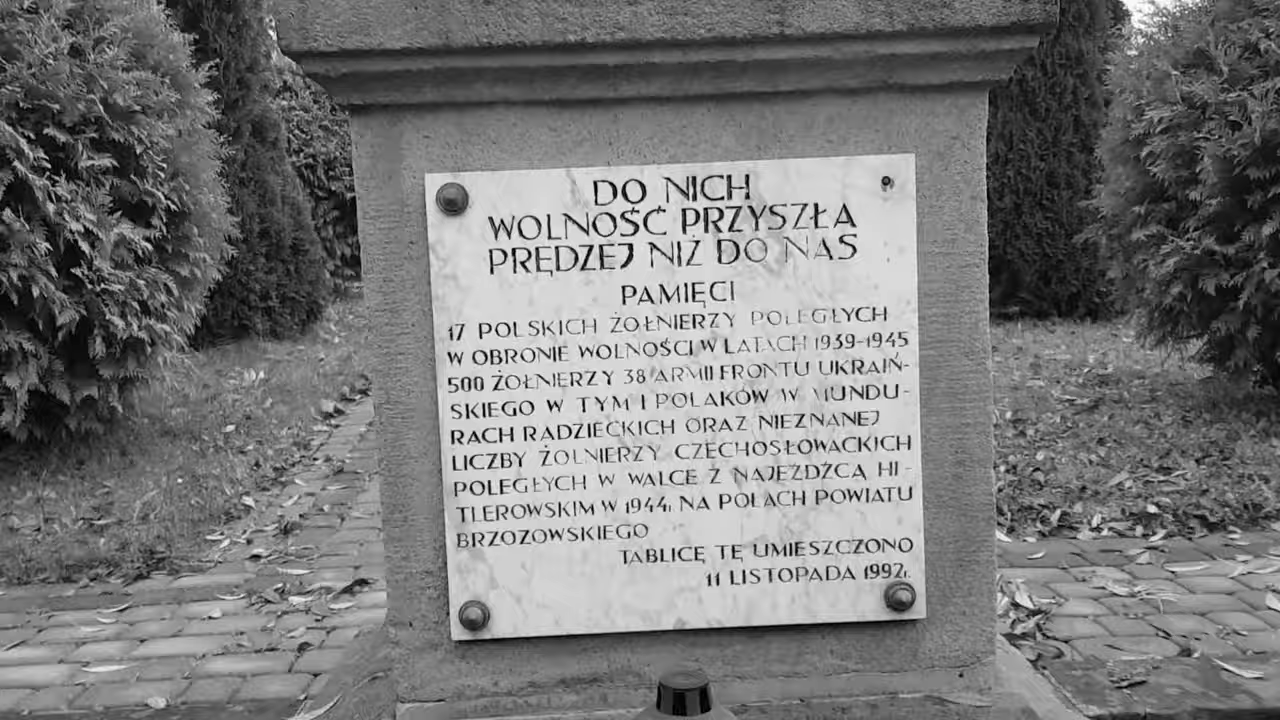 DO NICH
WOLNOŚĆ PRZYSZŁA
PRĘDZEJ NIŻ DO NAS
PAMIĘCI
17 POLSKICH ŻOŁNIERZY POLEGŁYCH
W OBRONIE WOLNOŚCI W LATACH 1939-1945
500 ŻOŁNIERZY 38 ARMII FRONTU UKRAIŃ-
SKIEGO W TYM I POLAKÓW W MUNDU-
RACH RADZIECKICH ORAZ NIEZNANEJ
LICZBY ŻOŁNIERZY CZECHOSŁOWACKICH
POLEGŁYCH W WALCE Z NAJEŹDŹCĄ HI-
TLEROWSKIM W 1944r. NA POLACH POWIATU
BRZOZOWSKIEGO
TABLICĘ TĘ UMIESZCZONO
11 LISTOPADA 1992r.